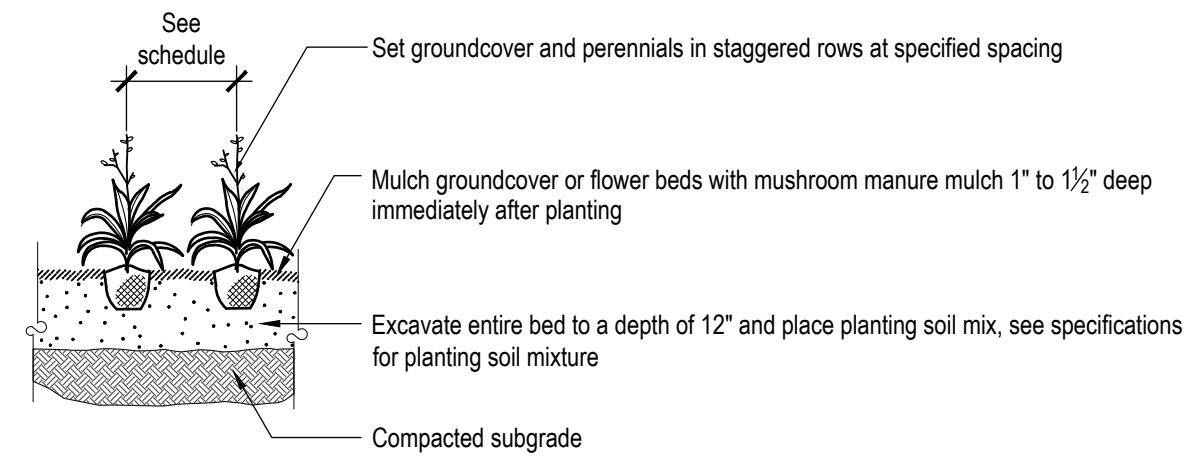 See
schedule
Set groundcover and perennials in staggered rows at specified spacing
Mulch groundcover or flower beds with mushroom manure mulch 1" to 1½" deep
immediately after planting
Excavate entire bed to a depth of 12" and place planting soil mix, see specifications
for planting soil mixture
Compacted subgrade